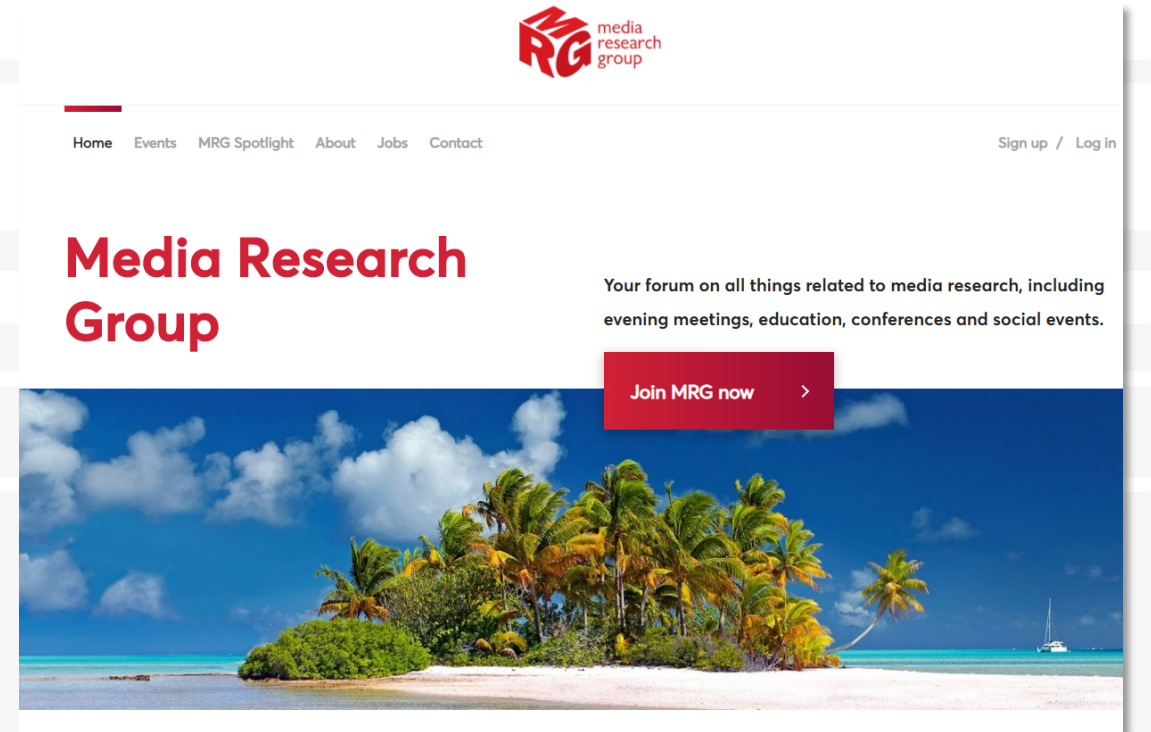 MRG
media
research
group
Home Events MRG Spotlight About Jobs Contact Sign up / Log in
Media Research
Group
Your forum on all things related to media research, including
evening meetings, education, conferences and social events.
Join MRG now